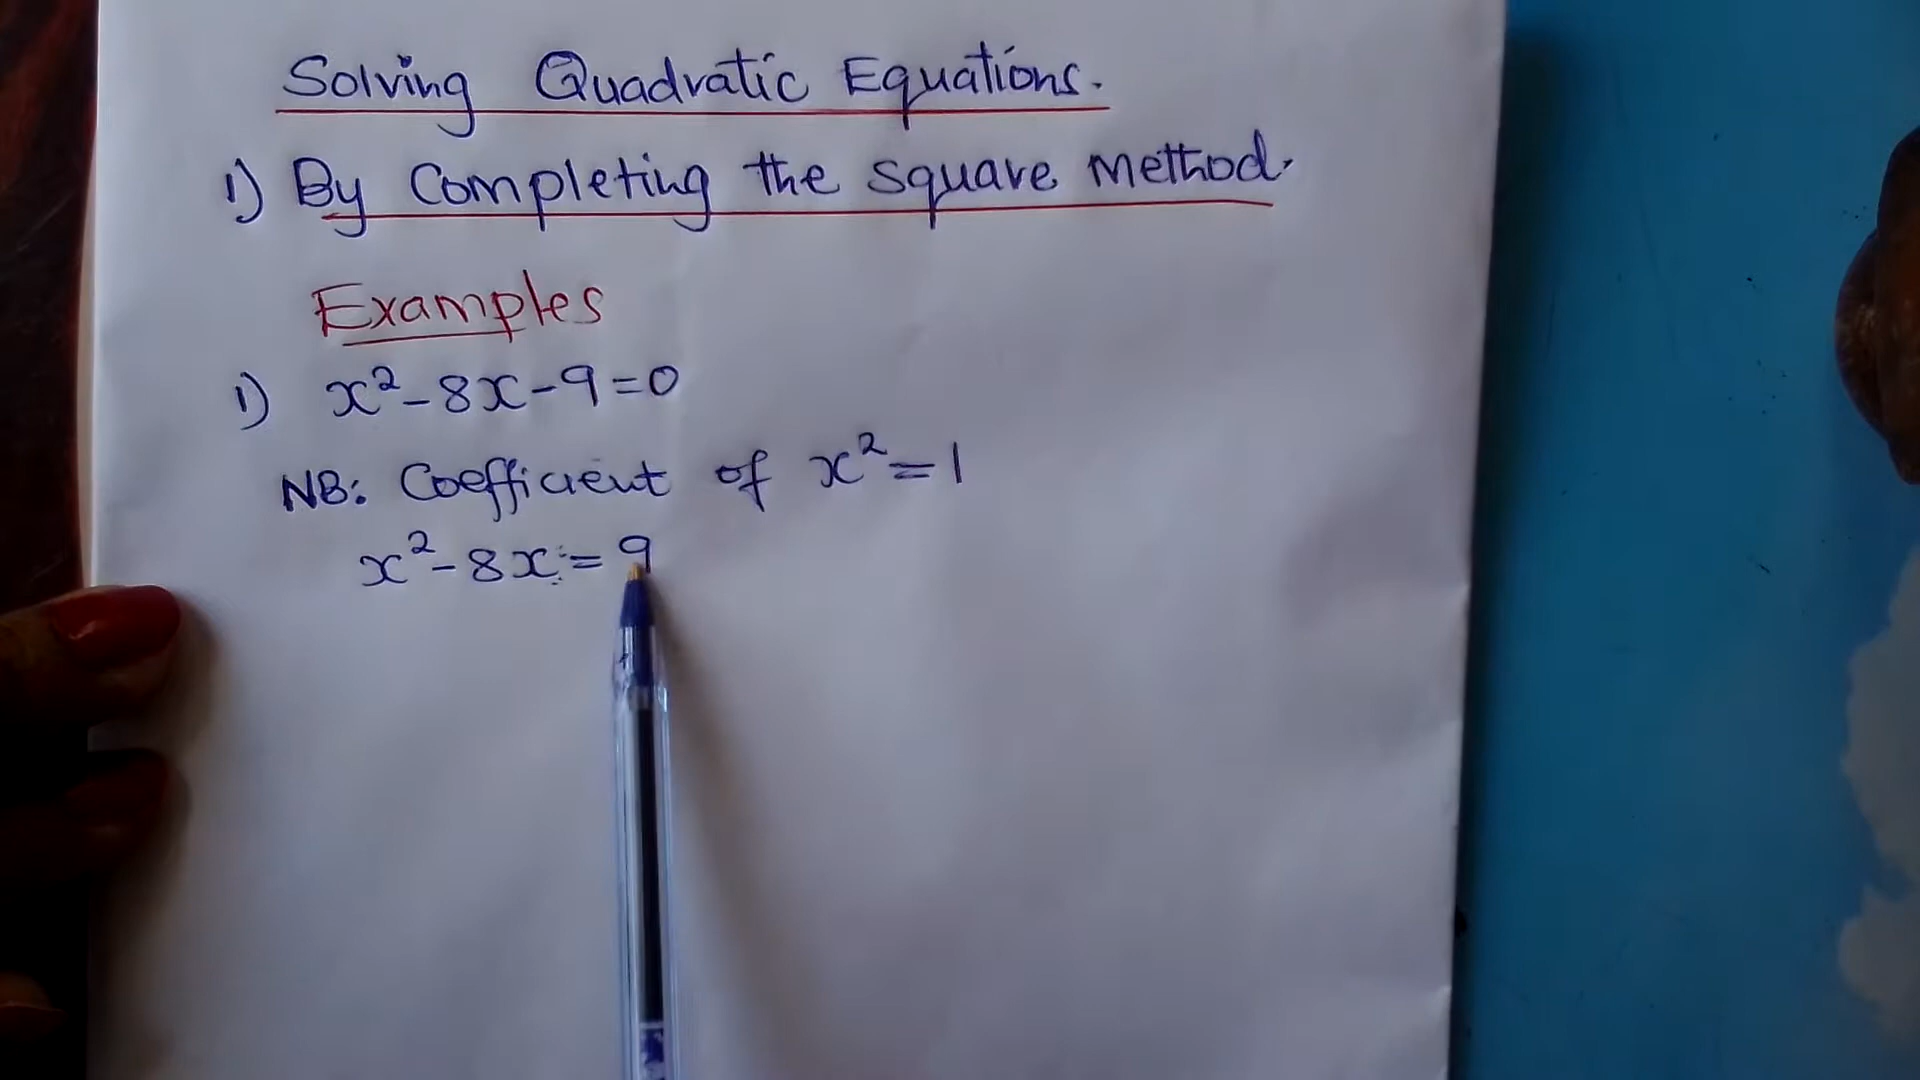 Solving Quadratic Equations.
1) By Completing the square Method.
Examples
1) x² - 8x - 9 = 0
NB: Coefficient of x² = 1
x² - 8x = 9